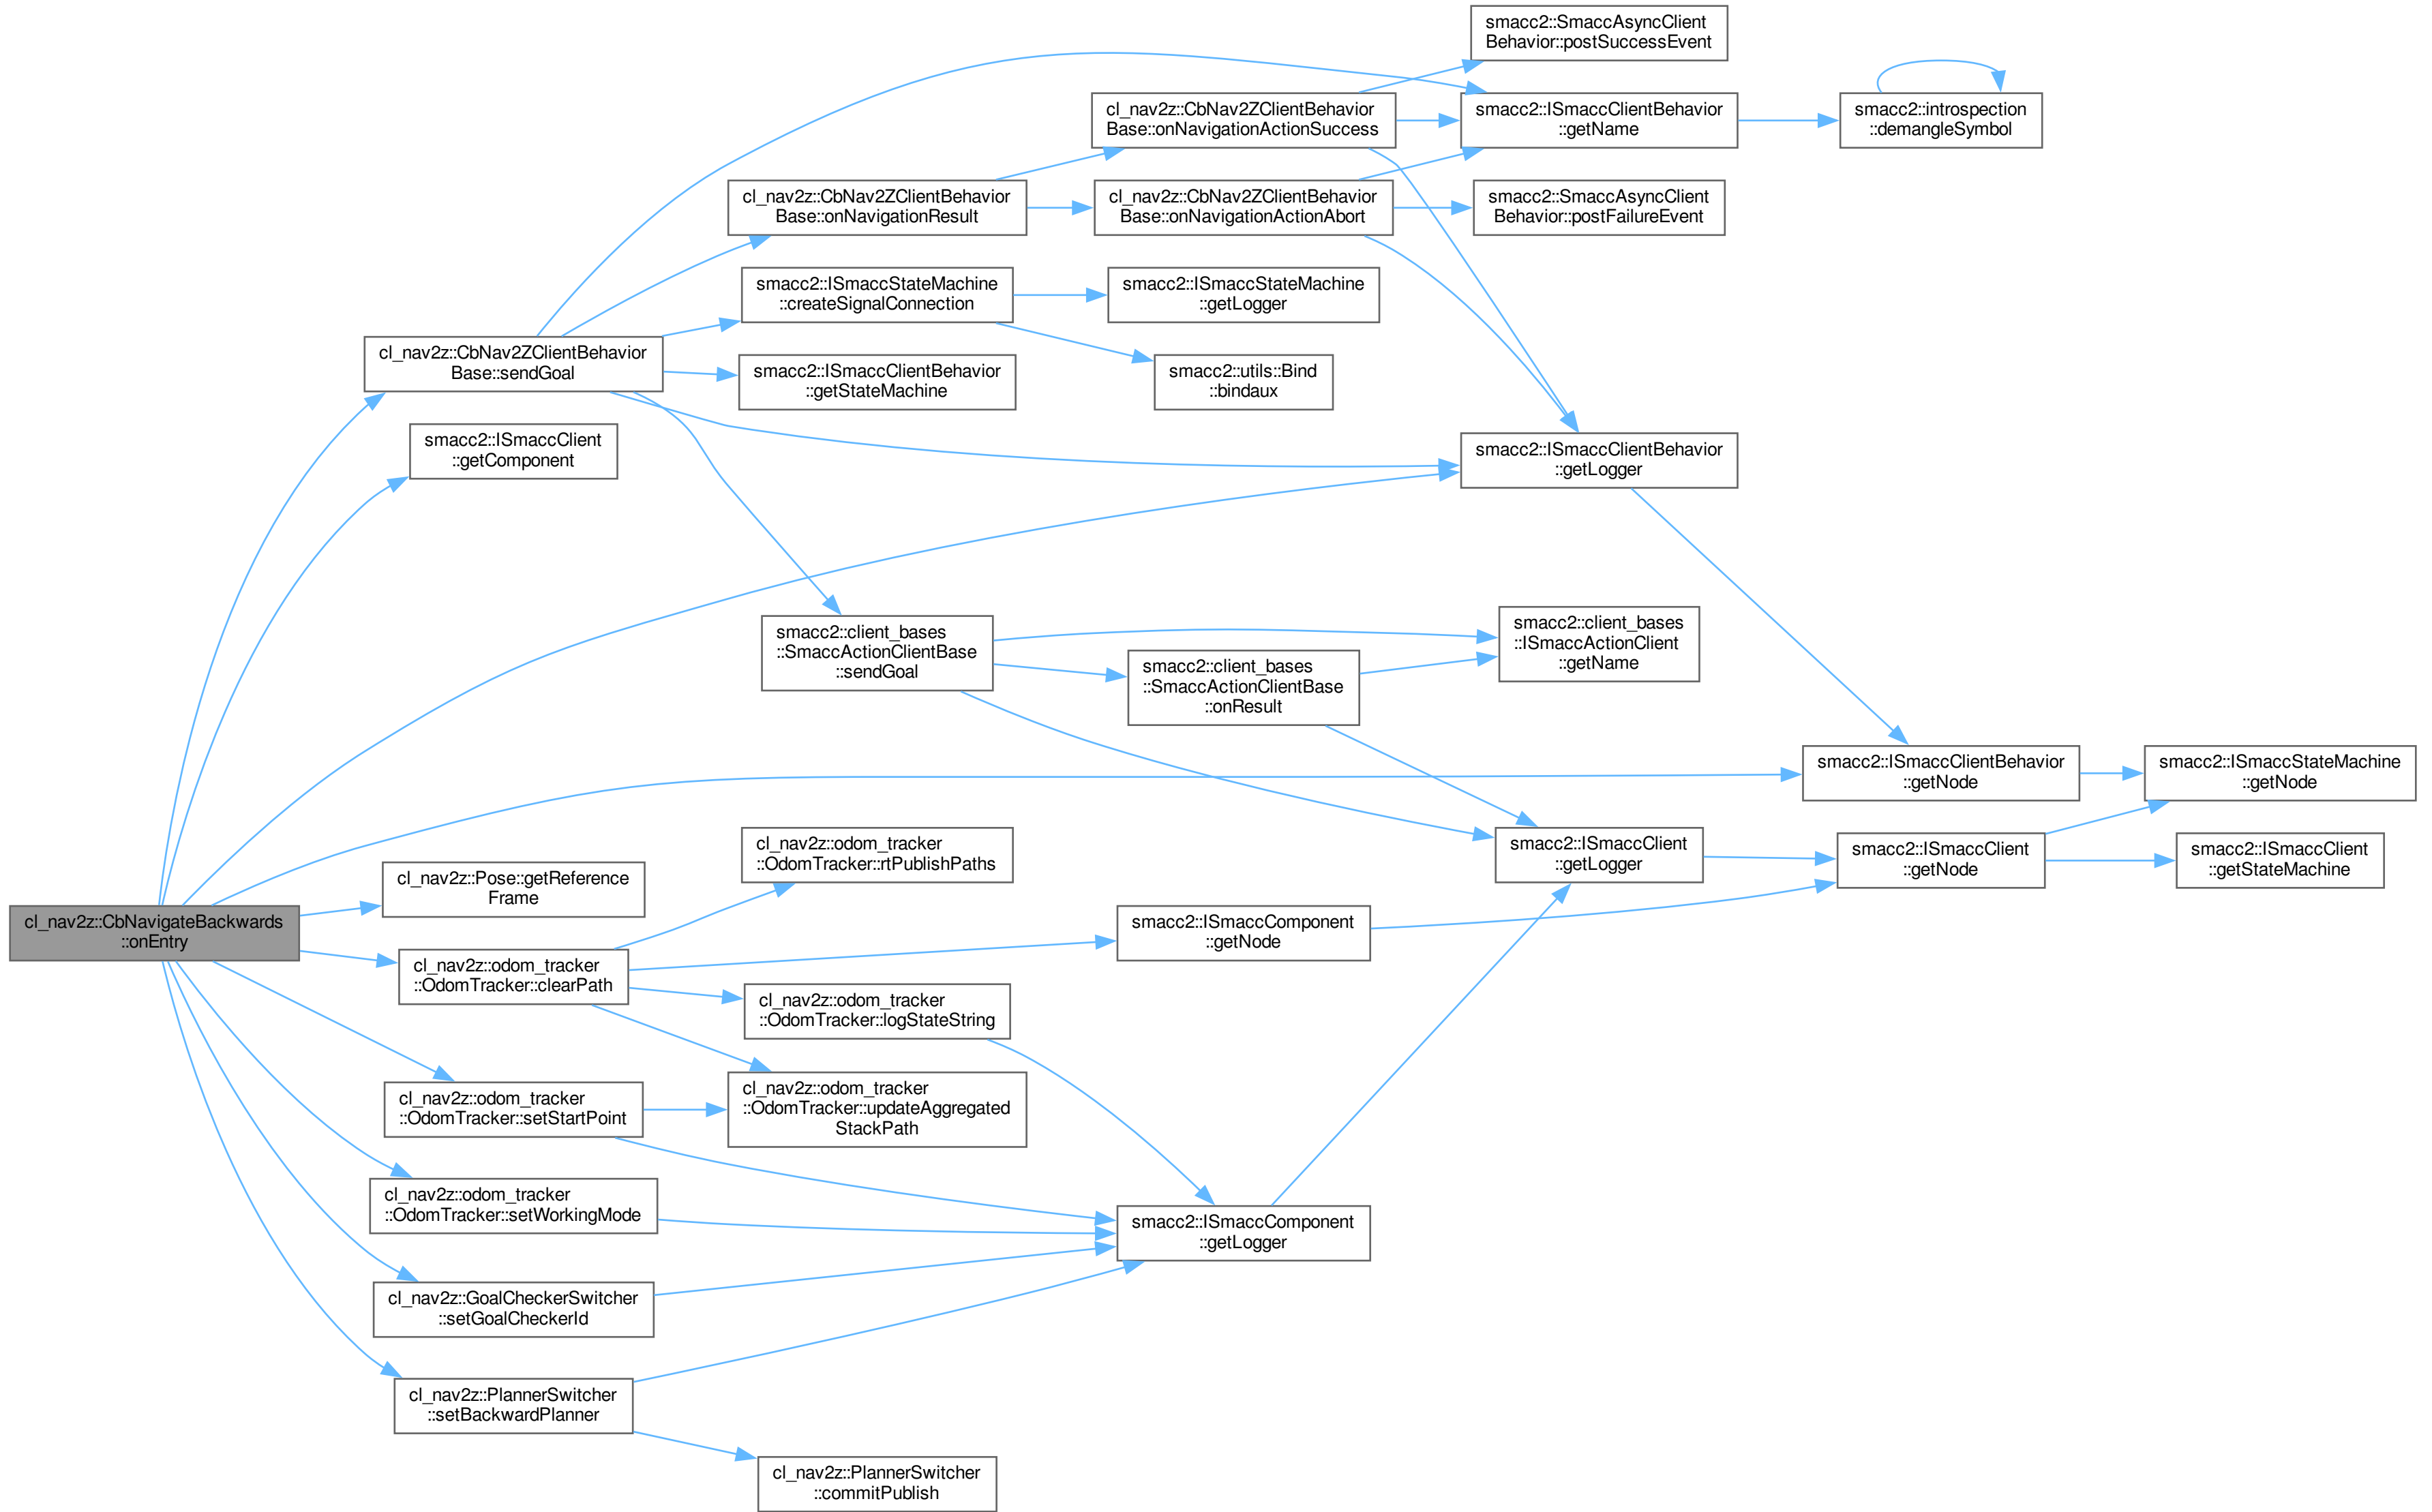 smacc2::SmaccAsyncClient
Behavior::postSuccessEvent
cl_nav2z::CbNav2ZClientBehavior
Base::onNavigationActionSuccess
smacc2::ISmaccClientBehavior
::getName
smacc2::introspection
::demangleSymbol
cl_nav2z::CbNav2ZClientBehavior
Base::onNavigationResult
cl_nav2z::CbNav2ZClientBehavior
Base::onNavigationActionAbort
smacc2::SmaccAsyncClient
Behavior::postFailureEvent
smacc2::ISmaccStateMachine
::createSignalConnection
smacc2::ISmaccStateMachine
::getLogger
cl_nav2z::CbNav2ZClientBehavior
Base::sendGoal
smacc2::ISmaccClientBehavior
::getStateMachine
smacc2::utils::Bind
::bindaux
smacc2::ISmaccClient
::getComponent
smacc2::ISmaccClientBehavior
::getLogger
smacc2::client_bases
::SmaccActionClientBase
::sendGoal
smacc2::client_bases
::ISmaccActionClient
::getName
smacc2::client_bases
::SmaccActionClientBase
::onResult
smacc2::ISmaccClientBehavior
::getNode
smacc2::ISmaccStateMachine
::getNode
cl_nav2z::odom_tracker
::OdomTracker::rtPublishPaths
smacc2::ISmaccClient
::getLogger
smacc2::ISmaccClient
::getNode
smacc2::ISmaccClient
::getStateMachine
cl_nav2z::Pose::getReference
Frame
cl_nav2z::CbNavigateBackwards
::onEntry
smacc2::ISmaccComponent
::getNode
cl_nav2z::odom_tracker
::OdomTracker::clearPath
cl_nav2z::odom_tracker
::OdomTracker::logStateString
cl_nav2z::odom_tracker
::OdomTracker::setStartPoint
cl_nav2z::odom_tracker
::OdomTracker::updateAggregated
StackPath
cl_nav2z::odom_tracker
::OdomTracker::setWorkingMode
smacc2::ISmaccComponent
::getLogger
cl_nav2z::GoalCheckerSwitcher
::setGoalCheckerId
cl_nav2z::PlannerSwitcher
::setBackwardPlanner
cl_nav2z::PlannerSwitcher
::commitPublish